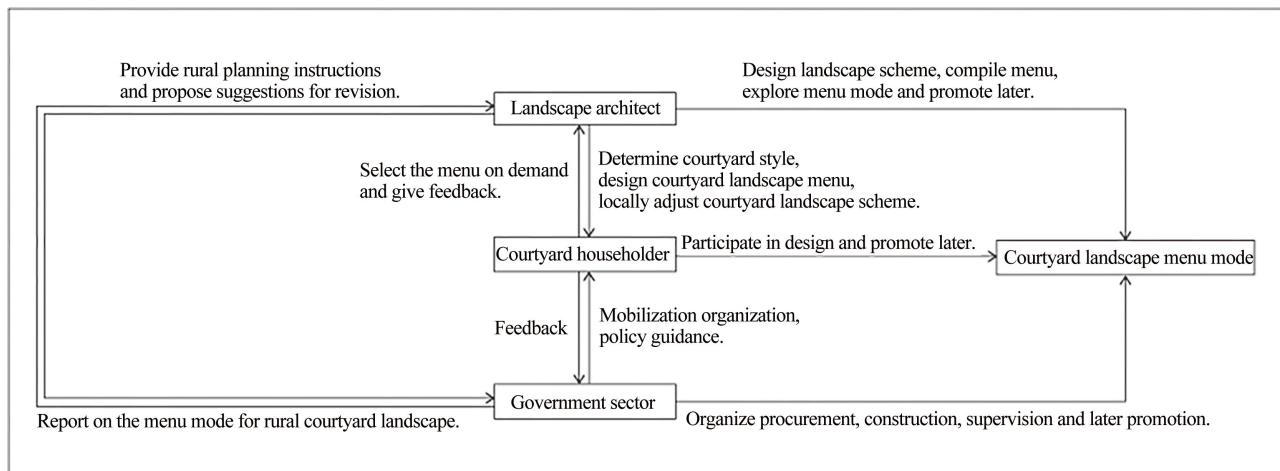 Provide rural planning instructions
and propose suggestions for revision.
Design landscape scheme, compile menu,
explore menu mode and promote later.
Landscape architect
Select the menu on demand
and give feedback.
Determine courtyard style,
design courtyard landscape menu,
locally adjust courtyard landscape scheme.
Courtyard householder
Participate in design and promote later.
Courtyard landscape menu mode
Feedback
Mobilization organization,
policy guidance.
Government sector
Report on the menu mode for rural courtyard landscape.
Organize procurement, construction, supervision and later promotion.